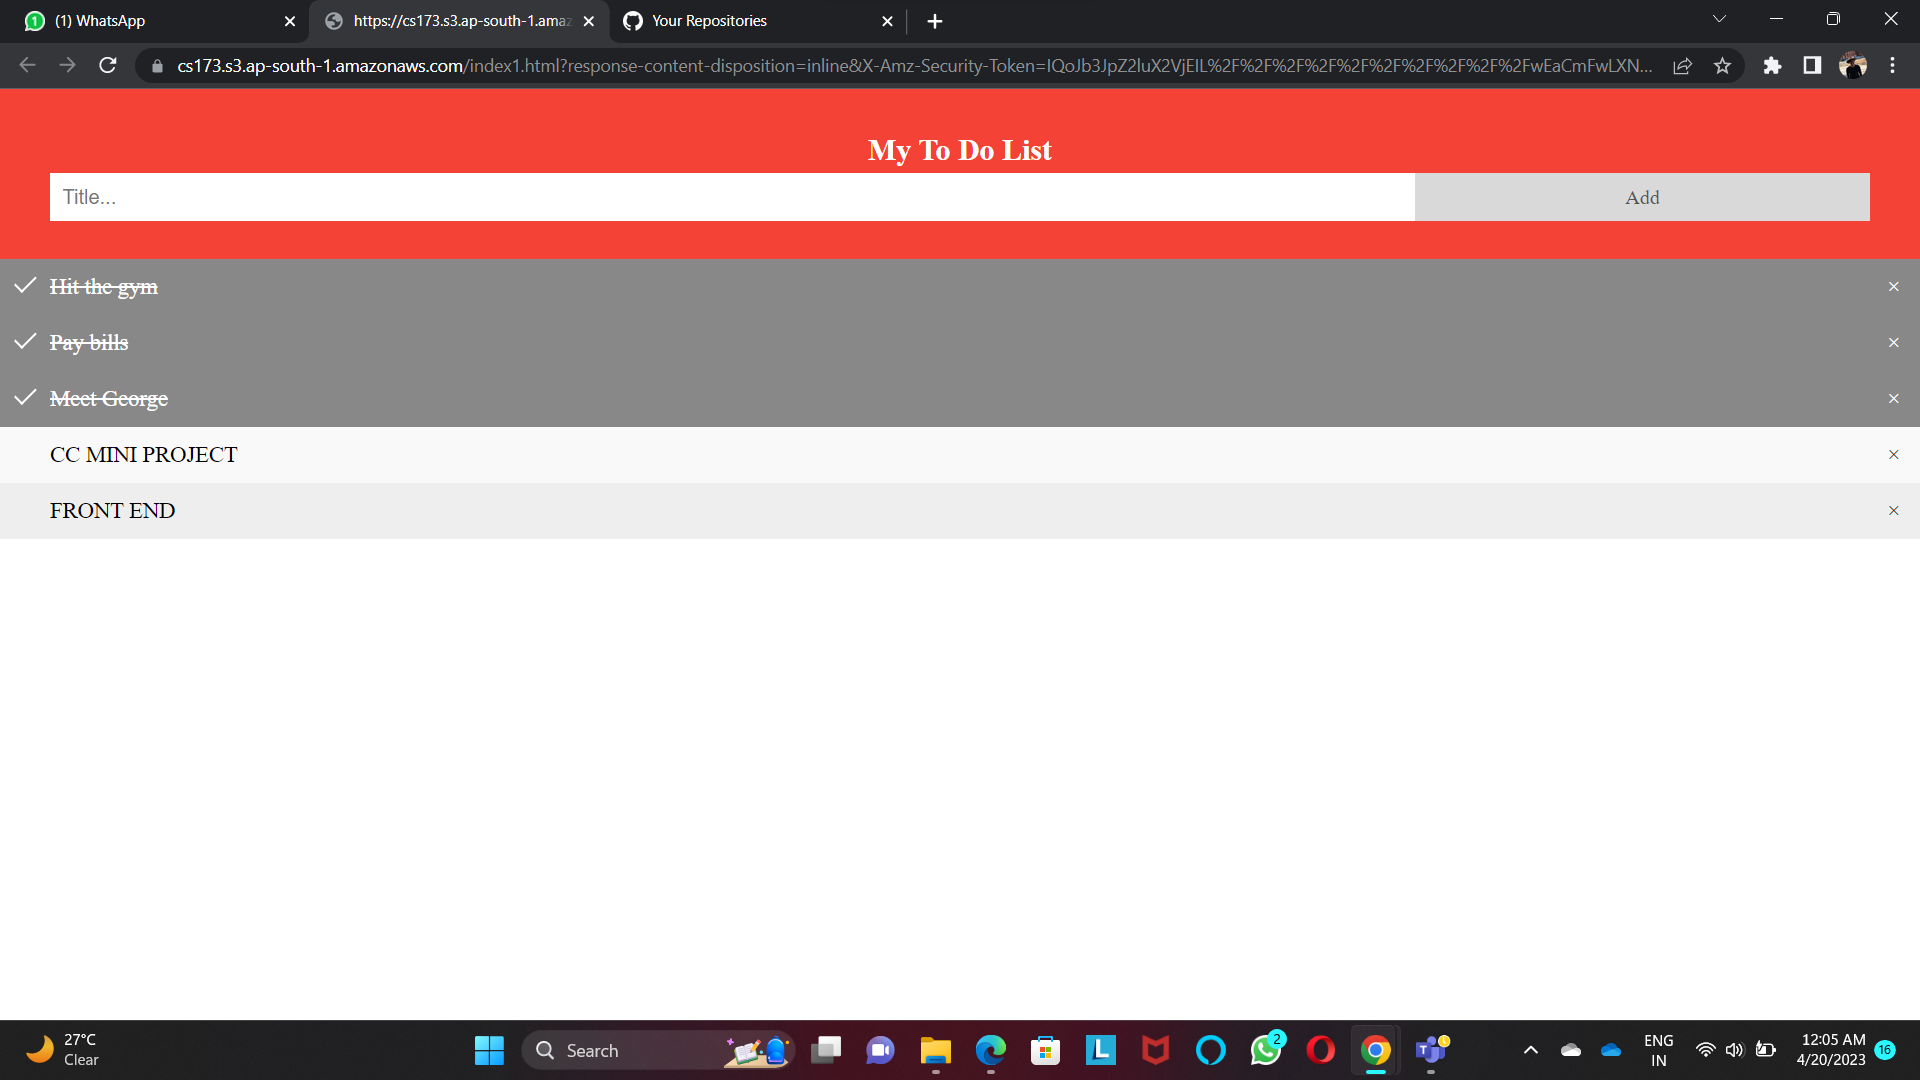 (1) WhatsApp
https://cs173.s3.ap-south-1.amaz
Your Repositories
cs173.s3.ap-south-1.amazonaws.com/index1.html?response-content-disposition=inline&X-Amz-Security-Token=IQoJb3JpZ2luX2VjEIL%2F%2F%2F%2F%2F%2F%2F%2F%2F%2FwEaCmFwLXN...
My To Do List
Title...
Add
Hit the gym
Pay bills
Meet George
CC MINI PROJECT
FRONT END
27°C
Clear
Search
2
ENG
IN
12:05 AM
4/20/2023
16